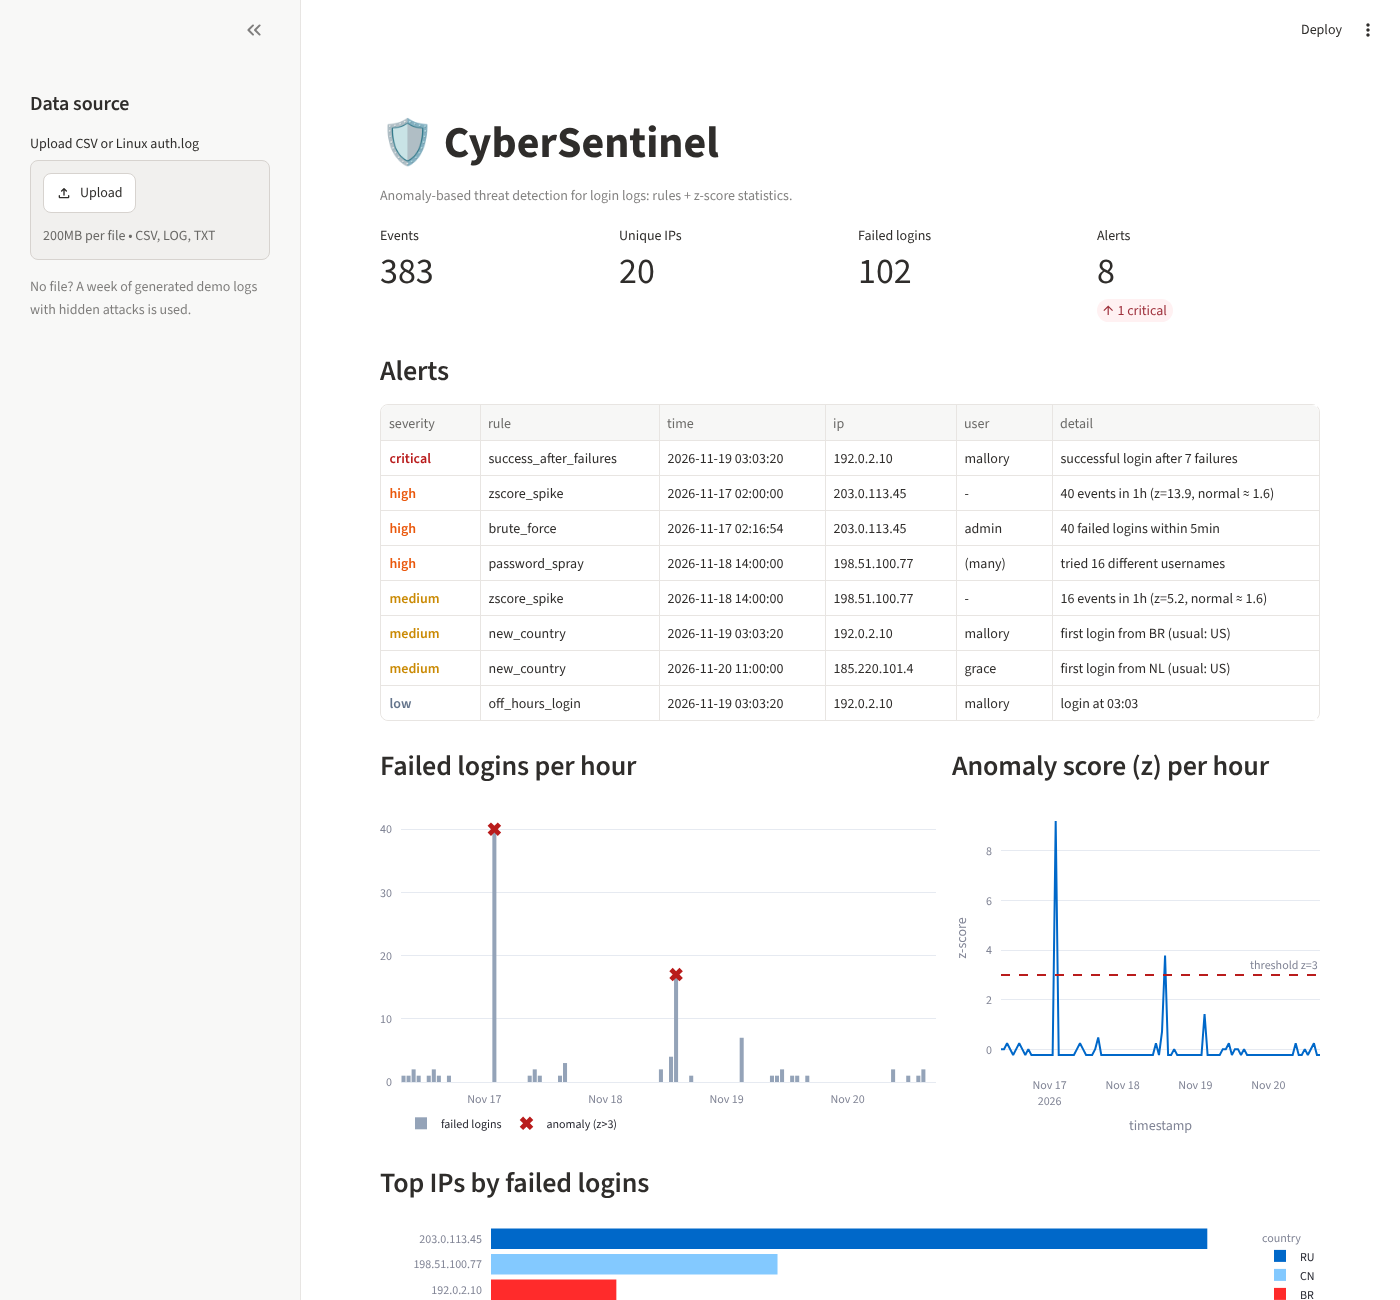 Deploy
Data source
Upload CSV or Linux auth.log
Upload
200MB per file • CSV, LOG, TXT
No file? A week of generated demo logs
with hidden attacks is used.
CyberSentinel
Anomaly-based threat detection for login logs: rules + z-score statistics.
Events Unique IPs Failed logins Alerts
383 20 102 8
↑ 1 critical
Alerts
severity rule time ip user detail
critical success_after_failures 2026-11-19 03:03:20 192.0.2.10 mallory successful login after 7 failures
high zscore_spike 2026-11-17 02:00:00 203.0.113.45 - 40 events in 1h (z=13.9, normal ≈ 1.6)
high brute_force 2026-11-17 02:16:54 203.0.113.45 admin 40 failed logins within 5min
high password_spray 2026-11-18 14:00:00 198.51.100.77 (many) tried 16 different usernames
medium zscore_spike 2026-11-18 14:00:00 198.51.100.77 - 16 events in 1h (z=5.2, normal ≈ 1.6)
medium new_country 2026-11-19 03:03:20 192.0.2.10 mallory first login from BR (usual: US)
medium new_country 2026-11-20 11:00:00 185.220.101.4 grace first login from NL (usual: US)
low off_hours_login 2026-11-19 03:03:20 192.0.2.10 mallory login at 03:03
Failed logins per hour
40
30
20
10
0
Nov 17 Nov 18 Nov 19 Nov 20
failed logins anomaly (z>3)
Anomaly score (z) per hour
z-score
8
6
4
threshold z=3
2
0
Nov 17 Nov 18 Nov 19 Nov 20
2026
timestamp
Top IPs by failed logins
203.0.113.45
198.51.100.77
192.0.2.10
country
RU
CN
BR